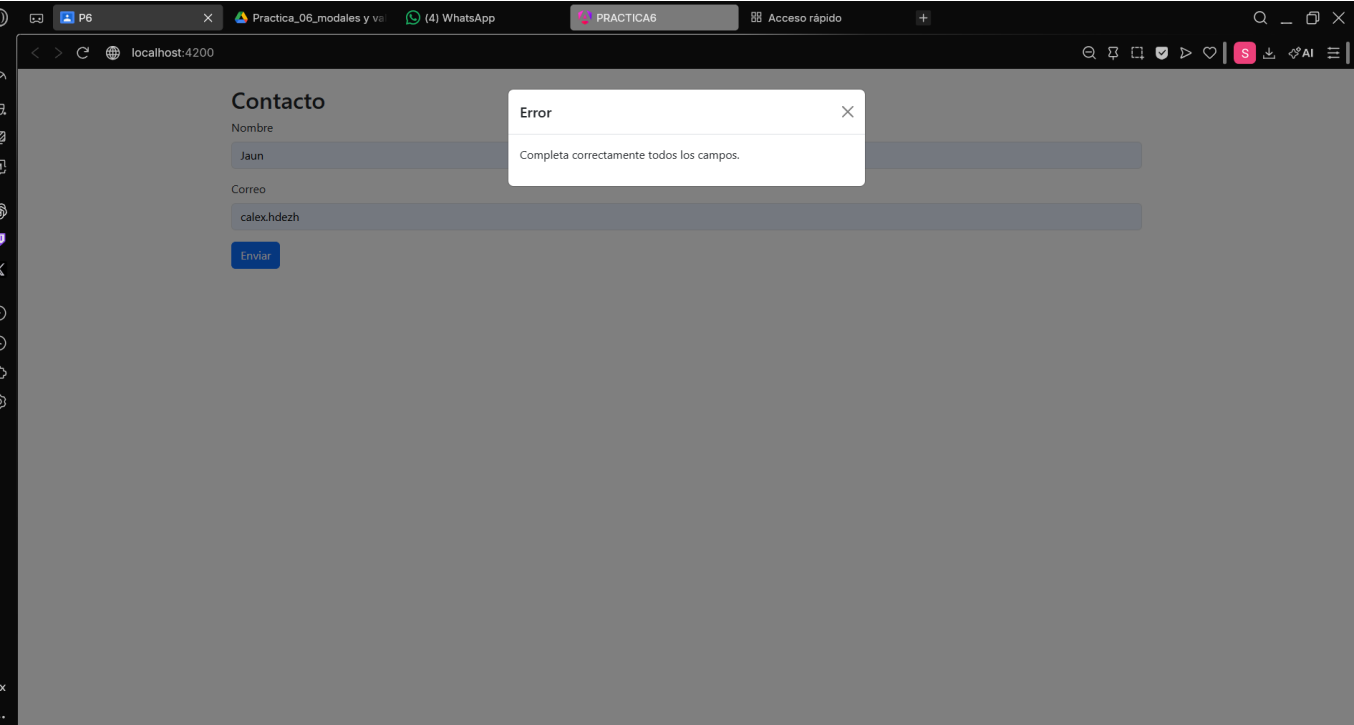 P6
Practica_06_modales y va
(4) WhatsApp
PRACTICA6
Acceso rápido
localhost:4200
S
AI
Contacto
Nombre
Jaun
Correo
calex.hdezh
Enviar
Error
Completa correctamente todos los campos.